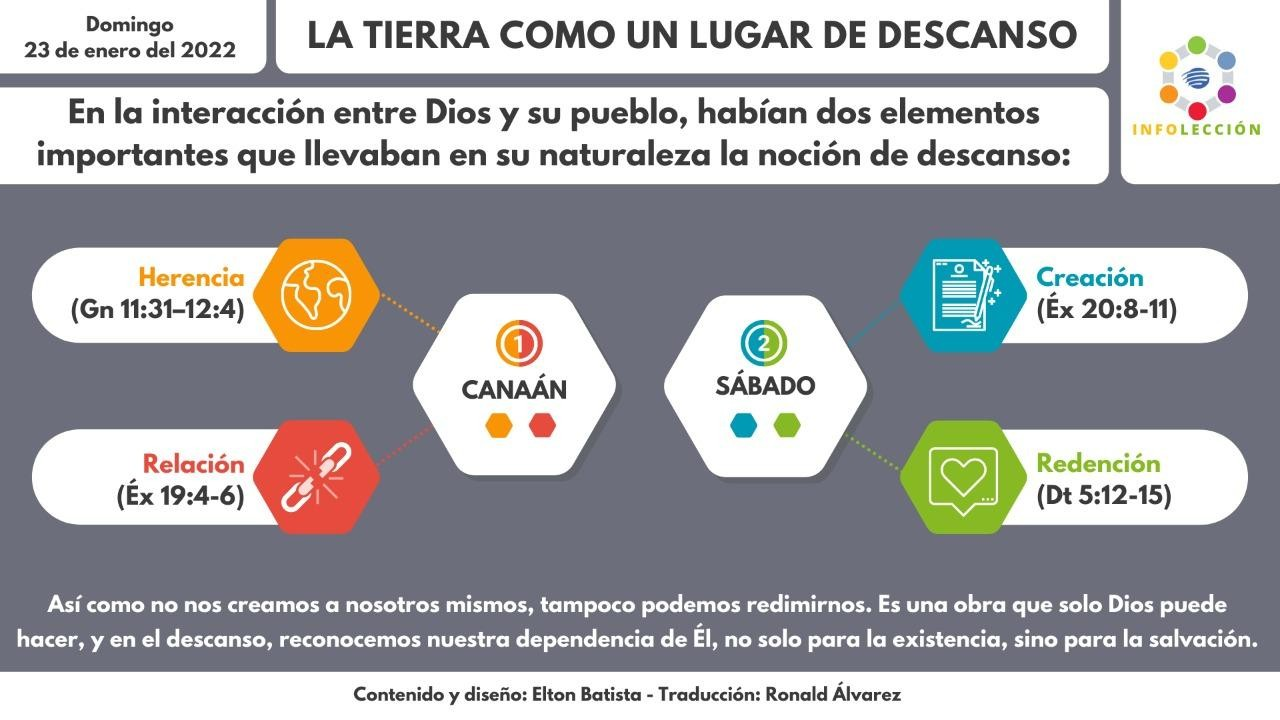 Domingo
23 de enero del 2022
LA TIERRA COMO UN LUGAR DE DESCANSO
INFOLECCIÓN
En la interacción entre Dios y su pueblo, habían dos elementos
importantes que llevaban en su naturaleza la noción de descanso:
Herencia
(Gn 11:31–12:4)
Relación
(Éx 19:4-6)
1
CANAÁN
2
SÁBADO
Creación
(Éx 20:8-11)
Redención
(Dt 5:12-15)
Así como no nos creamos a nosotros mismos, tampoco podemos redimirnos. Es una obra que solo Dios puede
hacer, y en el descanso, reconocemos nuestra dependencia de Él, no solo para la existencia, sino para la salvación.
Contenido y diseño: Elton Batista - Traducción: Ronald Álvarez